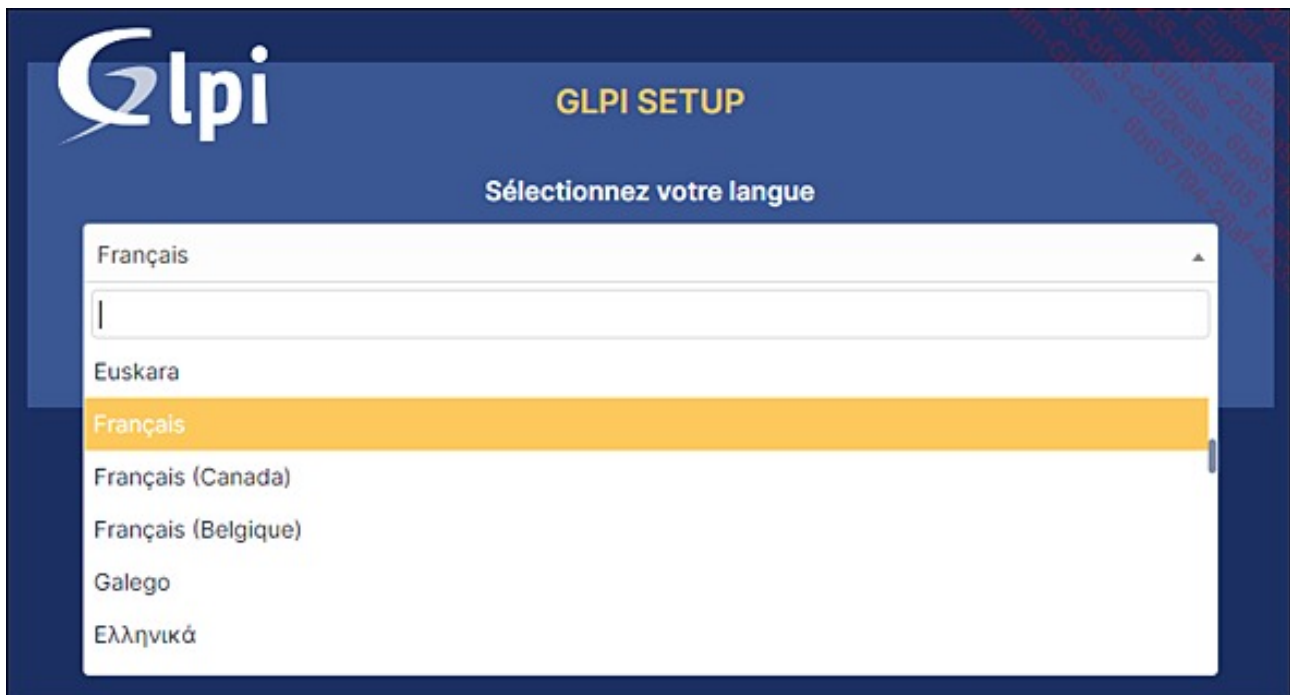 Glpi
GLPI SETUP
Sélectionnez votre langue
Français
Euskara
Français
Français (Canada)
Français (Belgique)
Galego
Ελληνικά